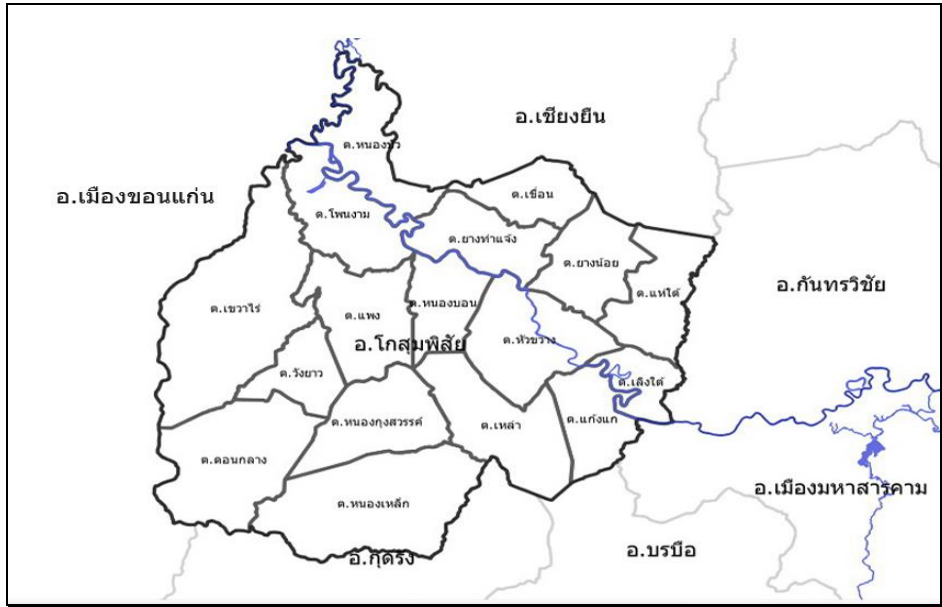 อ.เชียงยืน
ต.หนองบัว
อ.เมืองขอนแก่น
ต.เขื่อน
ต.โพนงาม
ต.ยางท่าแจ้ง
ต.ยางน้อย
อ.กันทรวิชัย
ต.แห่ใต้
ต.เขวาไร่
ต.แพง
ต.หนองบอน
ต.หัวขวาง
อ.โกสุมพิสัย
ต.วังยาว
ต.เลิงใต้
ต.หนองกุงสวรรค์
ต.เหล่า
ต.แก้งแก
ต.ดอนกลาง
อ.เมืองมหาสารคาม
ต.หนองเหล็ก
อ.บรบือ
อ.กุดรัง